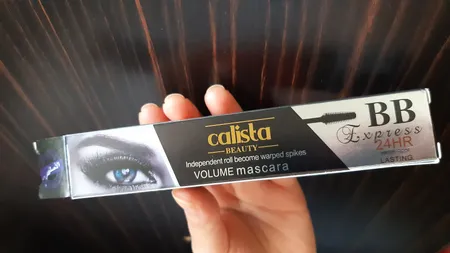 calista
BEAUTY
Independent roll become warped spikes
VOLUME mascara
BB
Express
24HR
LASTING